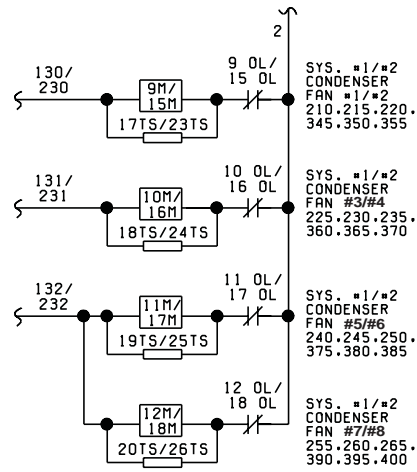 2
130/
230
9M/
15M
17TS/23TS
9 OL/
15 OL
SYS. #1/#2
CONDENSER
FAN #1/#2
210.215.220.
345.350.355
131/
231
10M/
16M
18TS/24TS
10 OL/
16 OL
SYS. #1/#2
CONDENSER
FAN #3/#4
225.230.235.
360.365.370
132/
232
11M/
17M
19TS/25TS
11 OL/
17 OL
SYS. #1/#2
CONDENSER
FAN #5/#6
240.245.250.
375.380.385
12M/
18M
20TS/26TS
12 OL/
18 OL
SYS. #1/#2
CONDENSER
FAN #7/#8
255.260.265.
390.395.400